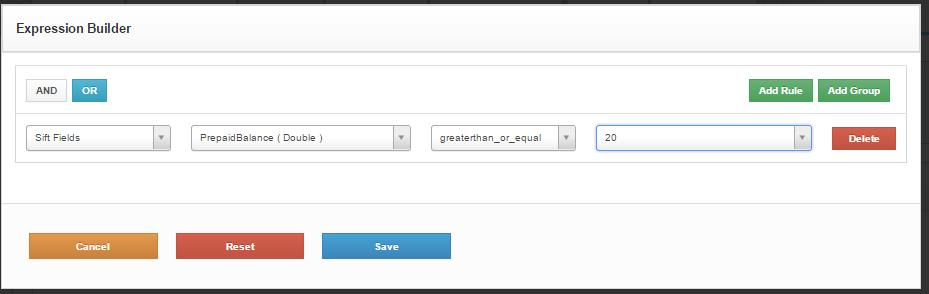 Expression Builder
AND OR Add Rule Add Group
Sift Fields PrepaidBalance ( Double ) greaterthan_or_equal 20 Delete
Cancel Reset Save